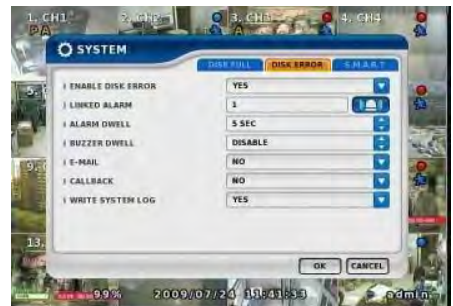 1. CH1 2. CH2 3. CH3 4. CH4
SYSTEM
DISK FULL DISK ERROR S.M.A.R.T
ENABLE DISK ERROR YES
LINKED ALARM 1
ALARM DWELL 5 SEC
BUZZER DWELL DISABLE
E-MAIL NO
CALLBACK NO
WRITE SYSTEM LOG YES
13.
OK CANCEL
99% 2009/07/24 admin